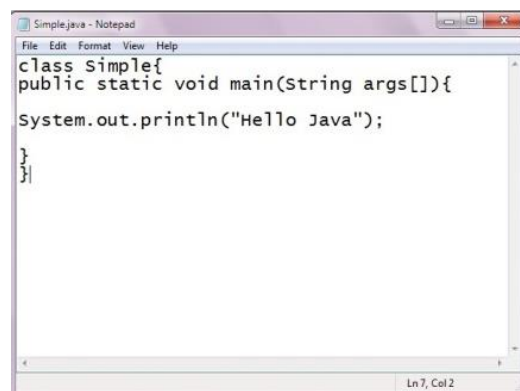 Simple.java - Notepad
File Edit Format View Help
class Simple{
public static void main(String args[]){
System.out.println("Hello Java");
}
}
Ln 7, Col 2